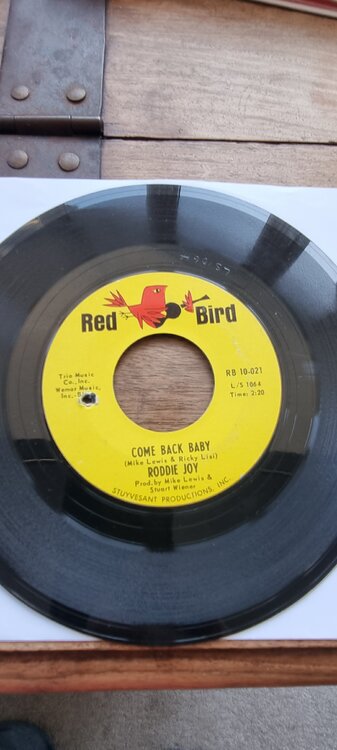 Red Bird
Trio Music
Co., Inc.
Wemar Music,
Inc.-B
RB 10-021
L/S 1064
Time: 2:20
COME BACK BABY
(Mike Lewis & Ricky Lisi)
RODDIE JOY
Prod. by Mike Lewis &
Stuart Wiener
STUYVESANT PRODUCTIONS, INC.